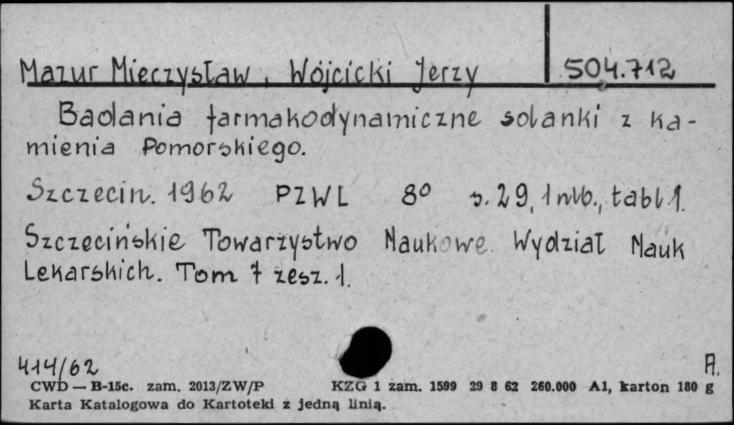 Mazur Mieczysław, Wójcicki Jerzy 504.712
Badania farmakodynamiczne solanki z Ka-
mienia Pomorskiego.
Szczecin. 1962 PZWL 8° s. 29, 1 nlb., tabl 1.
Szczecińskie Towarzystwo Naukowe. Wydział Nauk
Lekarskich. Tom 7 zesz. 1.
414/62 A.
CWD — B-15c. zam. 2013/ZW/P KZG 1 zam. 1599 29 8 62 260.000 A1, karton 180 g
Karta Katalogowa do Kartoteki z jedną linią.